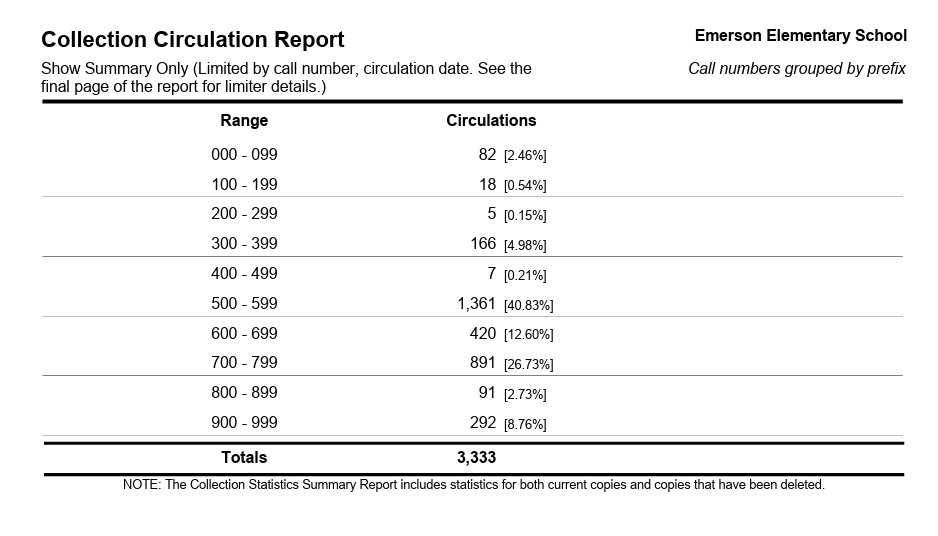 Collection Circulation Report
Emerson Elementary School
Show Summary Only (Limited by call number, circulation date. See the
final page of the report for limiter details.)
Call numbers grouped by prefix
Range Circulations
000 - 099 82 [2.46%]
100 - 199 18 [0.54%]
200 - 299 5 [0.15%]
300 - 399 166 [4.98%]
400 - 499 7 [0.21%]
500 - 599 1,361 [40.83%]
600 - 699 420 [12.60%]
700 - 799 891 [26.73%]
800 - 899 91 [2.73%]
900 - 999 292 [8.76%]
Totals 3,333
NOTE: The Collection Statistics Summary Report includes statistics for both current copies and copies that have been deleted.